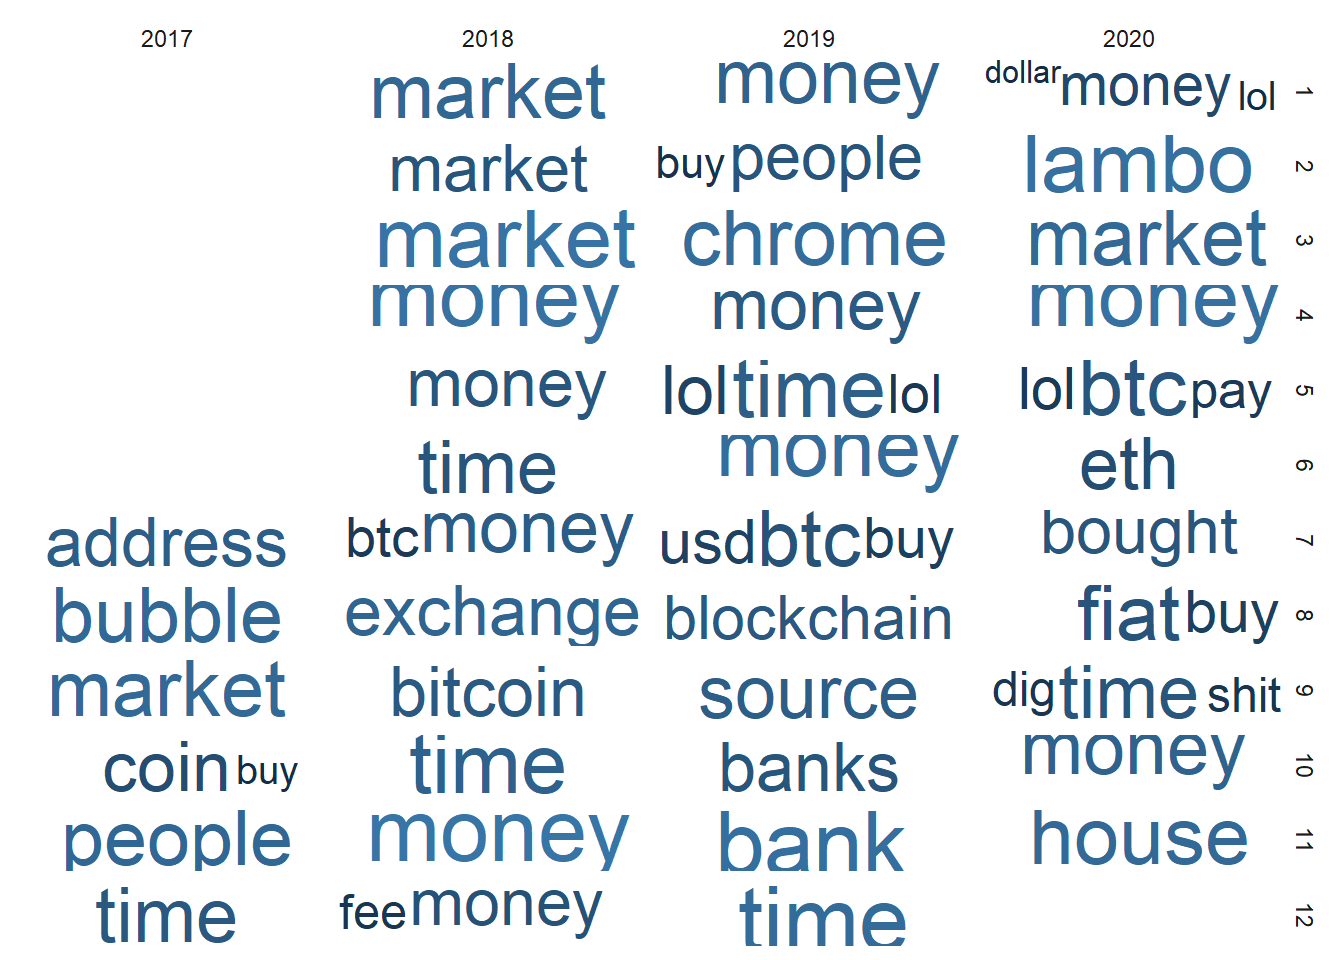 2017 2018 2019 2020
market money dollar money lol 1
market buy people lambo 2
market chrome market 3
money money money 4
money lol time lol lol btc pay 5
time money eth 6
address btc money usd btc buy bought 7
bubble exchange blockchain fiat buy 8
market bitcoin source dig time shit 9
coin buy time banks money 10
people money bank house 11
time fee money time 12